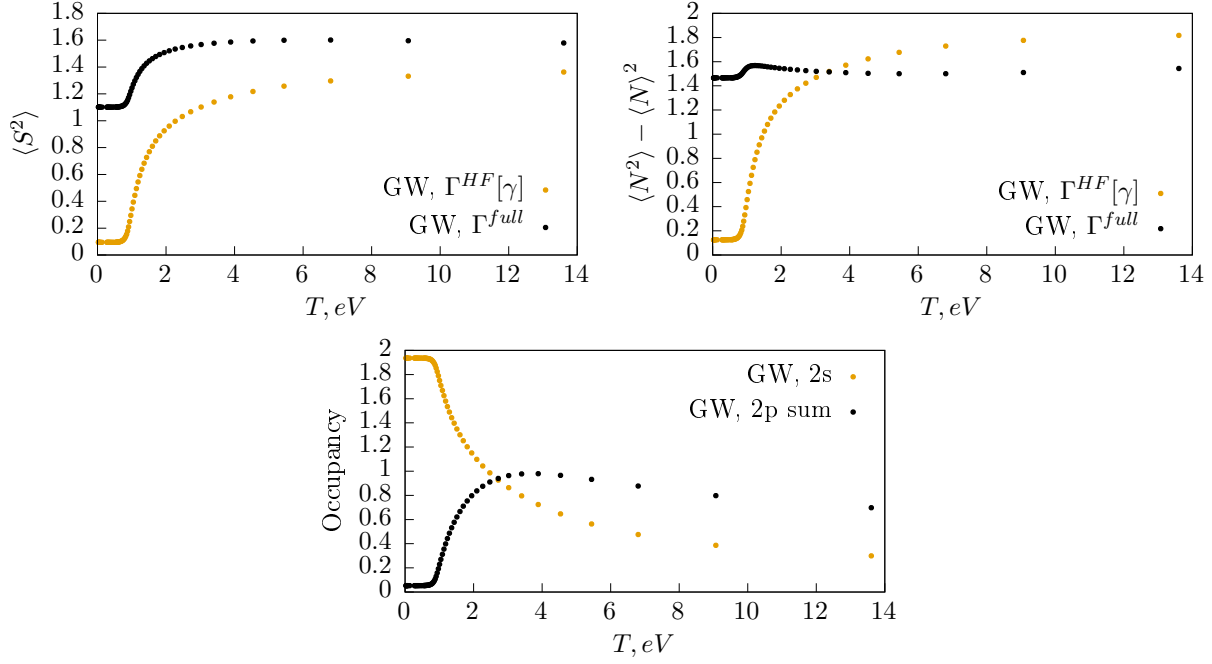 1.8
1.6
1.4
1.2
1
0.8
0.6
0.4
0.2
0
⟨S²⟩
GW, Γ^{HF}[γ]
GW, Γ^{full}
0 2 4 6 8 10 12 14
T, eV
2
1.8
1.6
1.4
1.2
1
0.8
0.6
0.4
0.2
0
⟨N²⟩ − ⟨N⟩²
GW, Γ^{HF}[γ]
GW, Γ^{full}
0 2 4 6 8 10 12 14
T, eV
2
1.8
1.6
1.4
1.2
1
0.8
0.6
0.4
0.2
0
Occupancy
GW, 2s
GW, 2p sum
0 2 4 6 8 10 12 14
T, eV